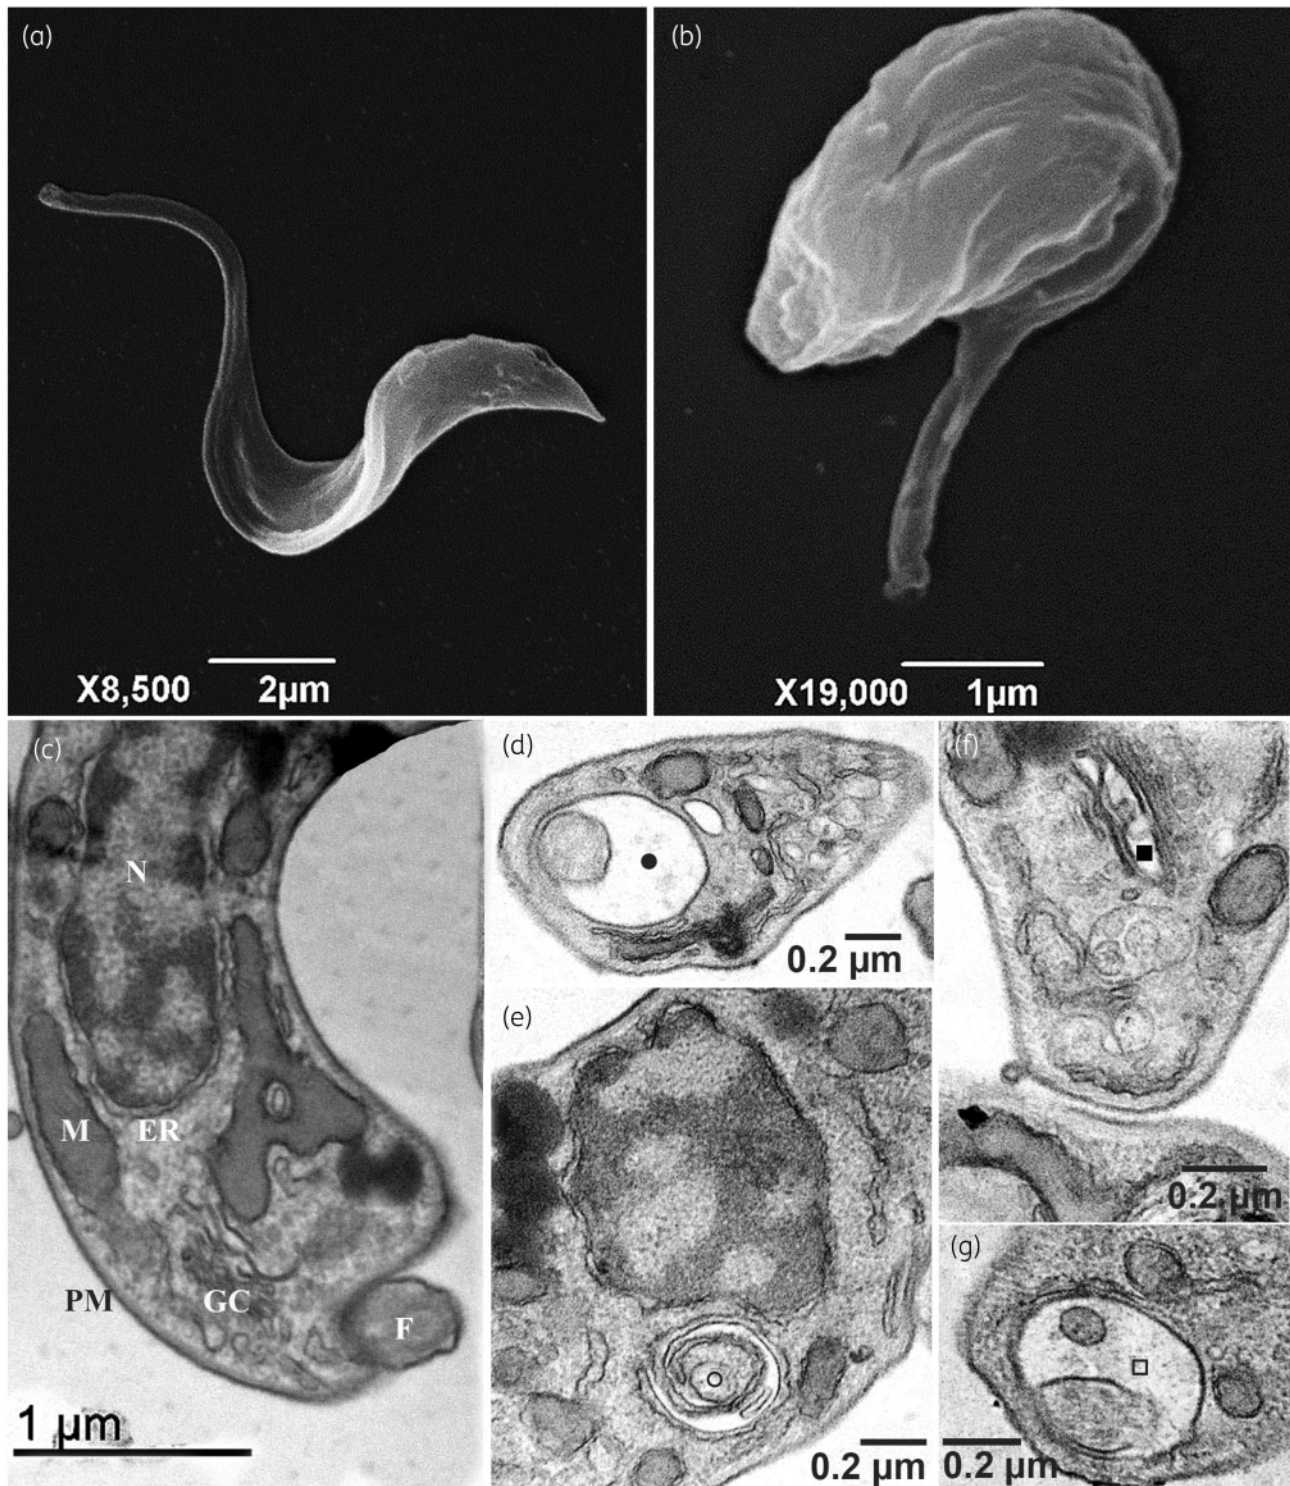 (a)
(b)
X8,500 2µm
X19,000 1µm
(c)
(d)
(f)
N
0.2 µm
(e)
M ER
0.2 µm
(g)
PM GC F
1 µm
0.2 µm 0.2 µm